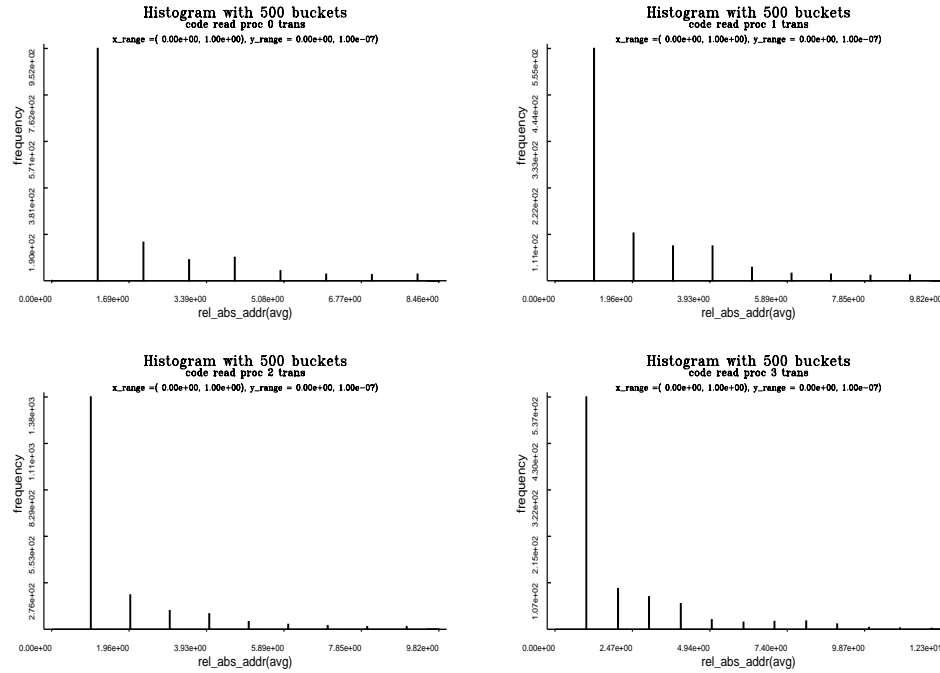 Histogram with 500 buckets
code read proc 0 trans
x_range =( 0.00e+00, 1.00e+00), y_range = 0.00e+00, 1.00e-07)
frequency
9.52e+02
7.62e+02
5.71e+02
3.81e+02
1.90e+02
0.00e+00 1.69e+00 3.39e+00 5.08e+00 6.77e+00 8.46e+00
rel_abs_addr(avg)
Histogram with 500 buckets
code read proc 1 trans
x_range =( 0.00e+00, 1.00e+00), y_range = 0.00e+00, 1.00e-07)
frequency
5.55e+02
4.44e+02
3.33e+02
2.22e+02
1.11e+02
0.00e+00 1.96e+00 3.93e+00 5.89e+00 7.85e+00 9.82e+00
rel_abs_addr(avg)
Histogram with 500 buckets
code read proc 2 trans
x_range =( 0.00e+00, 1.00e+00), y_range = 0.00e+00, 1.00e-07)
frequency
1.38e+03
1.11e+03
8.29e+02
5.53e+02
2.76e+02
0.00e+00 1.96e+00 3.93e+00 5.89e+00 7.85e+00 9.82e+00
rel_abs_addr(avg)
Histogram with 500 buckets
code read proc 3 trans
x_range =( 0.00e+00, 1.00e+00), y_range = 0.00e+00, 1.00e-07)
frequency
5.37e+02
4.30e+02
3.22e+02
2.15e+02
1.07e+02
0.00e+00 2.47e+00 4.94e+00 7.40e+00 9.87e+00 1.23e+01
rel_abs_addr(avg)